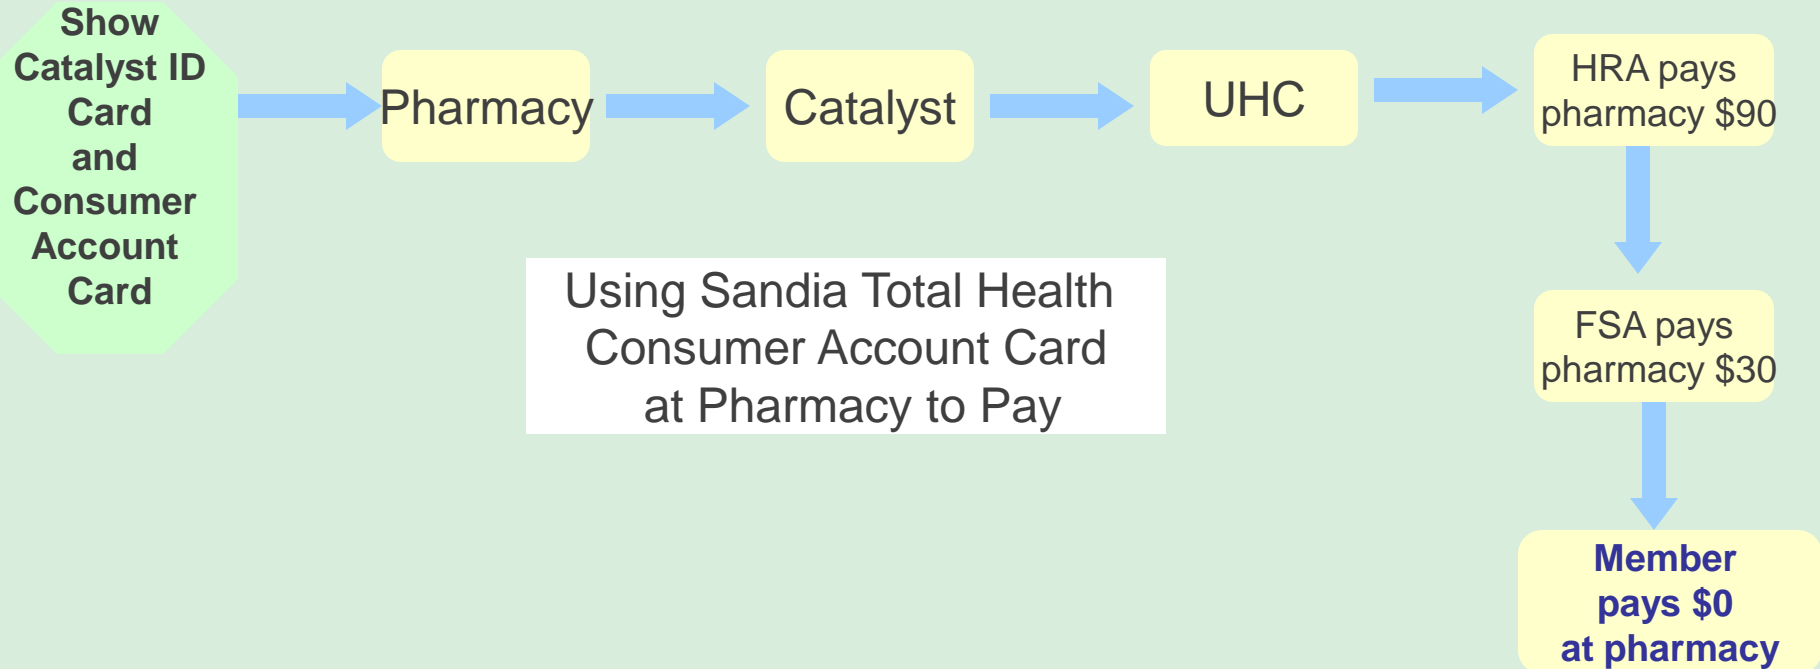 Show
Catalyst ID
Card
and
Consumer
Account
Card
Pharmacy
Catalyst
UHC
HRA pays
pharmacy $90
Using Sandia Total Health
Consumer Account Card
at Pharmacy to Pay
FSA pays
pharmacy $30
Member
pays $0
at pharmacy